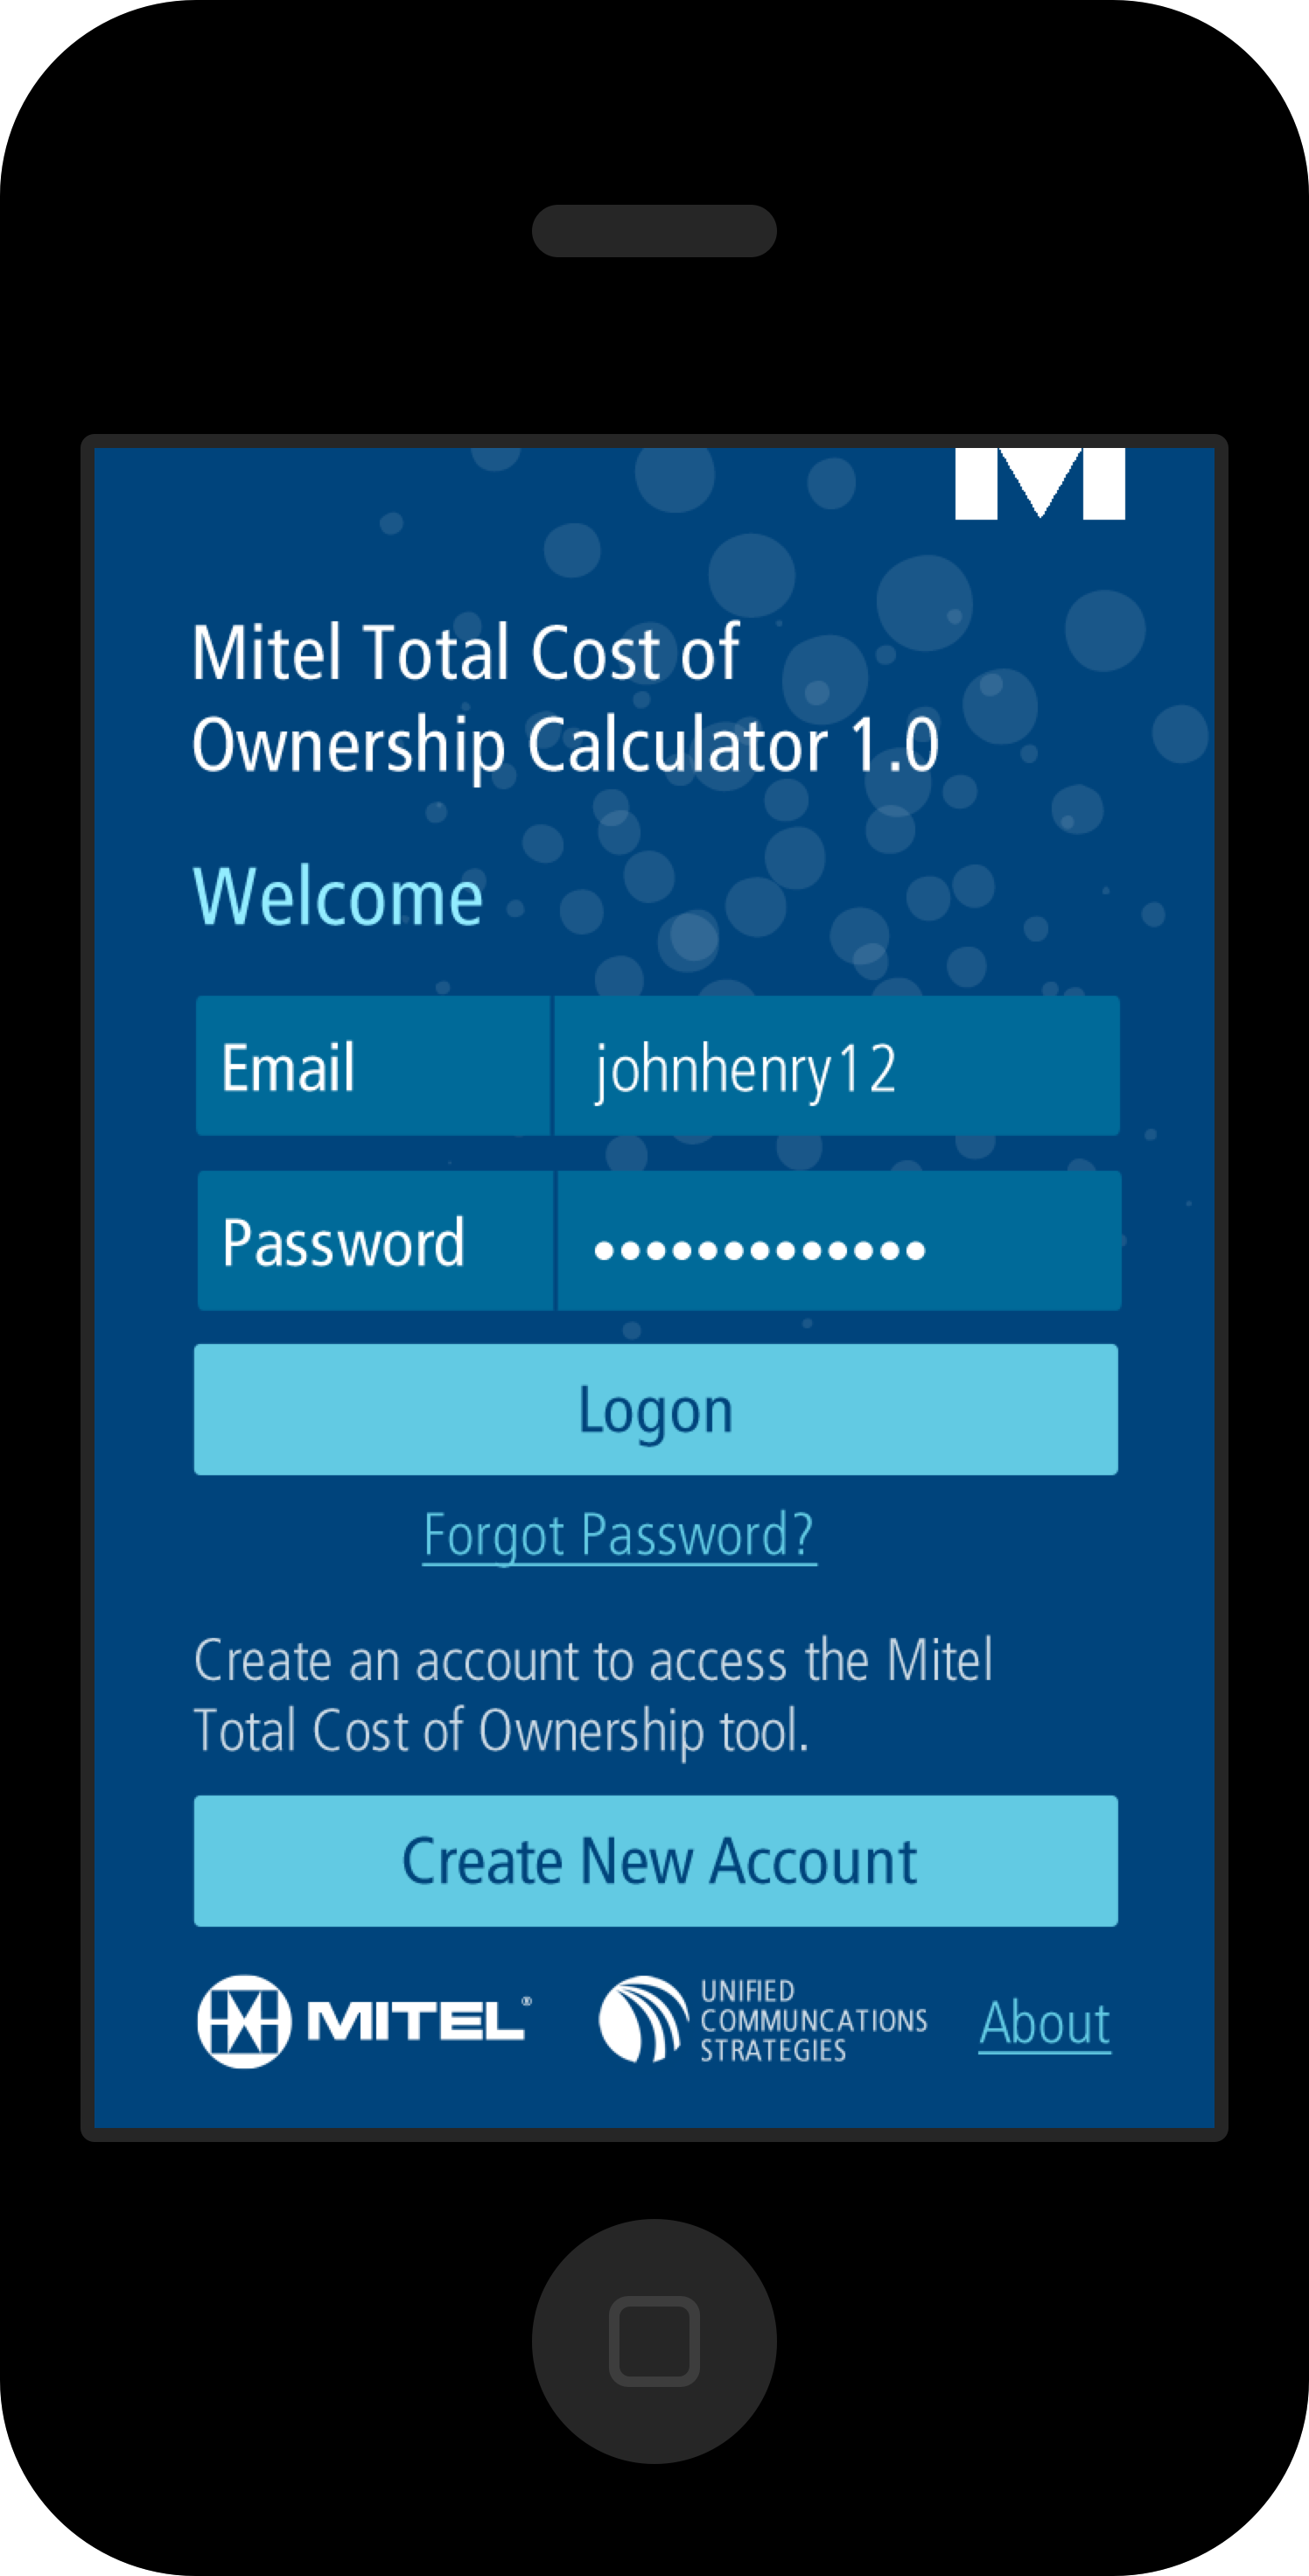 M
Mitel Total Cost of
Ownership Calculator 1.0
Welcome
Email johnhenry12
Password •••••••••••••
Logon
Forgot Password?
Create an account to access the Mitel
Total Cost of Ownership tool.
Create New Account
MITEL®
UNIFIED
COMMUNCATIONS
STRATEGIES
About